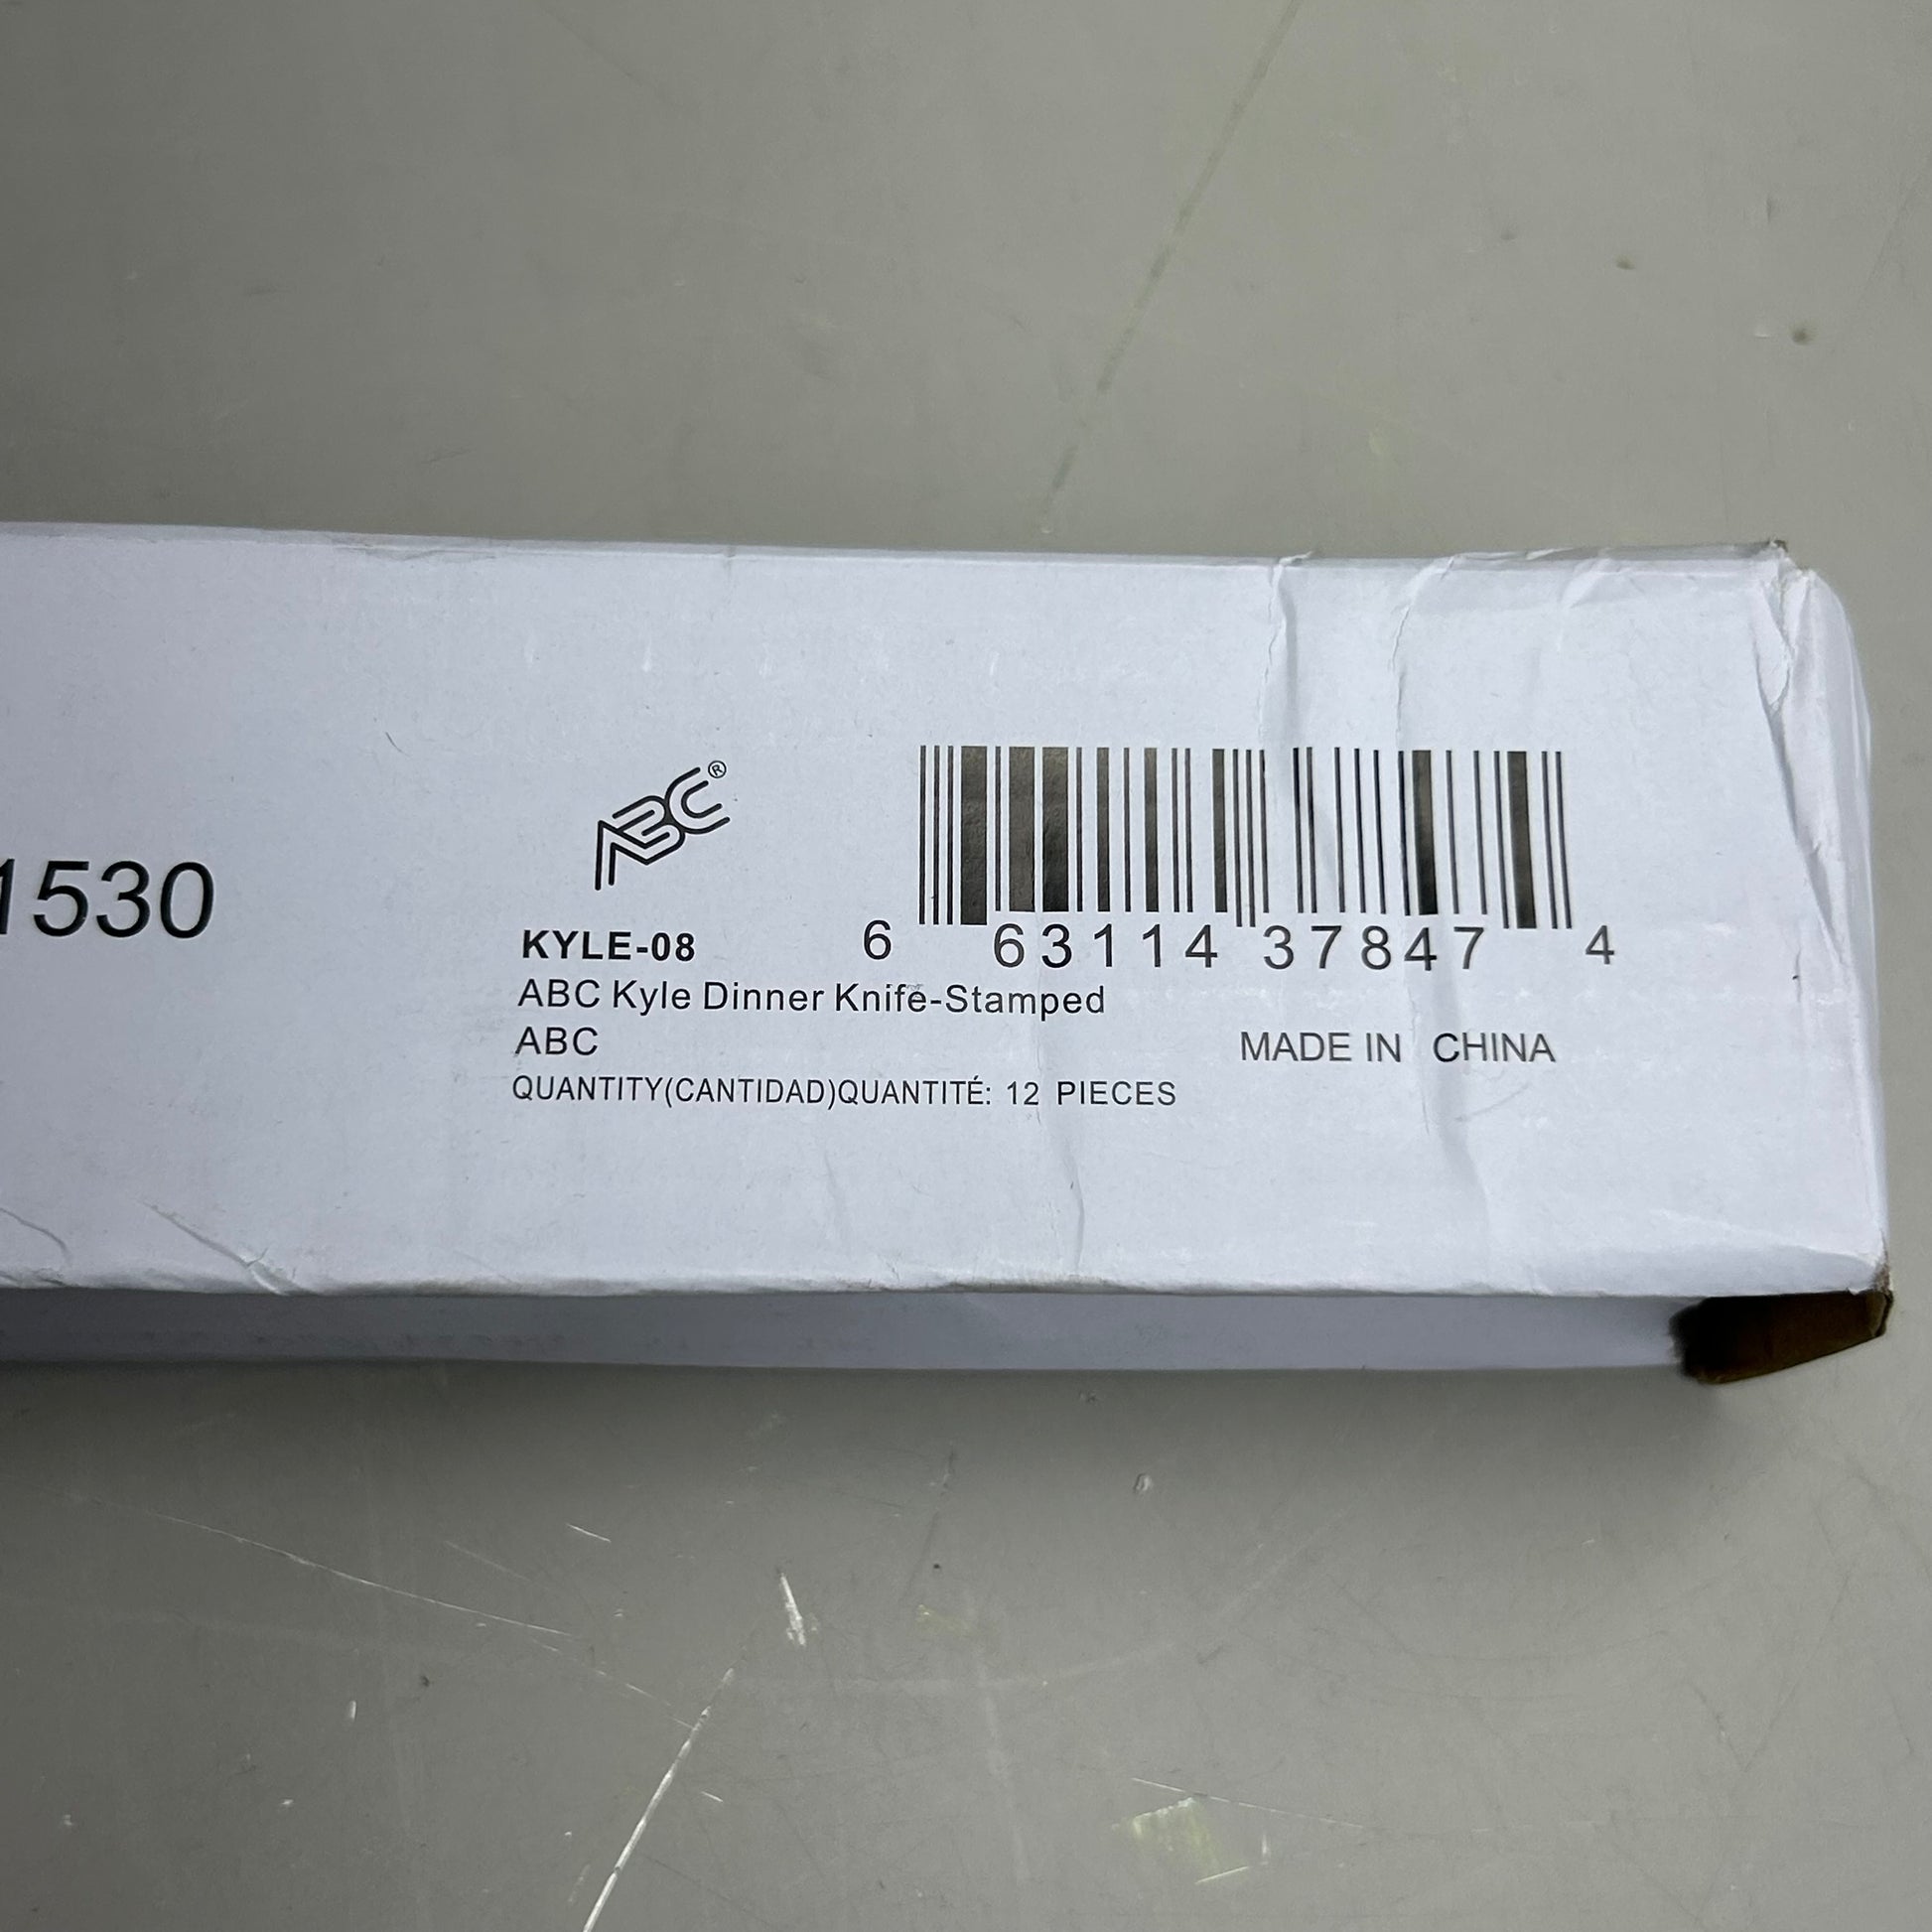 1530
ABC®
KYLE-08
6 63114 37847 4
ABC Kyle Dinner Knife-Stamped
ABC
MADE IN CHINA
QUANTITY(CANTIDAD)QUANTITÉ: 12 PIECES